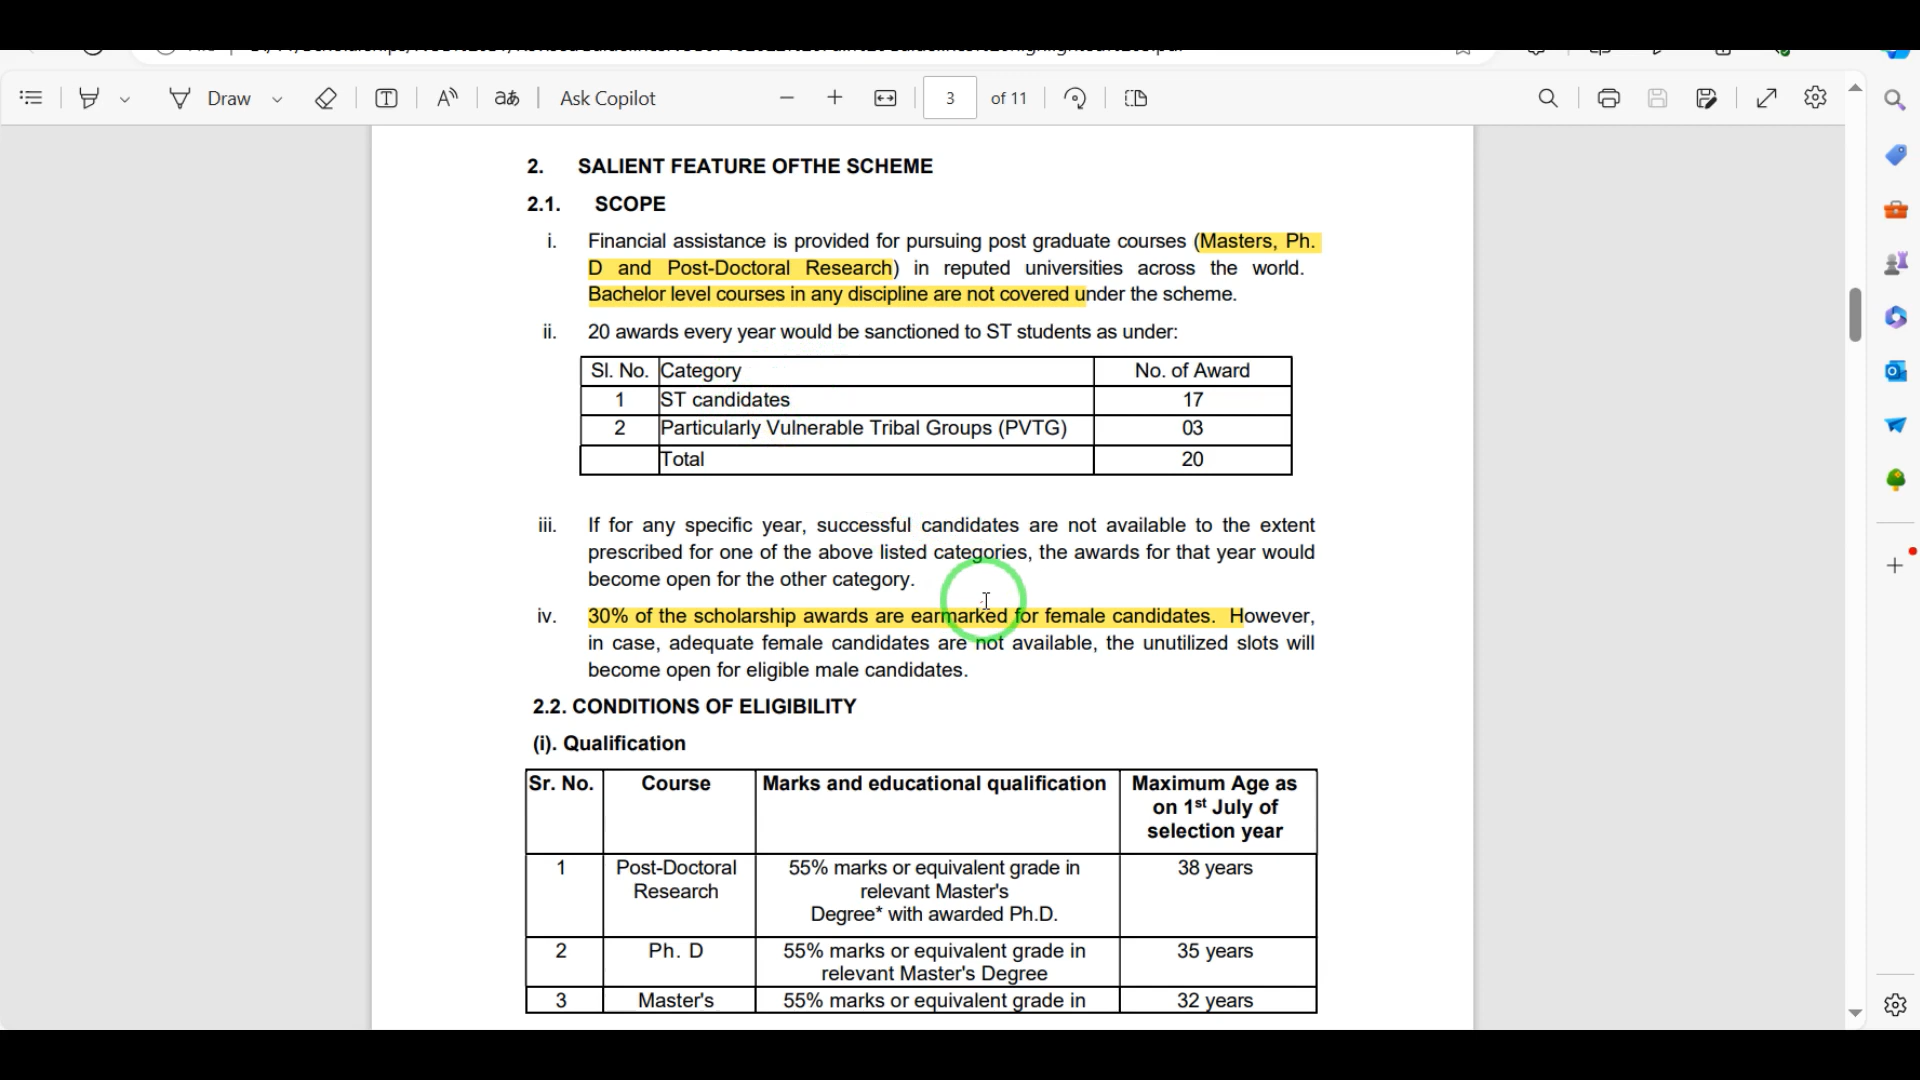 Draw
aあ
Ask Copilot
3 of 11
2. SALIENT FEATURE OFTHE SCHEME
2.1. SCOPE
i. Financial assistance is provided for pursuing post graduate courses (Masters, Ph.
D and Post-Doctoral Research) in reputed universities across the world.
Bachelor level courses in any discipline are not covered under the scheme.
ii. 20 awards every year would be sanctioned to ST students as under:
Sl. No. Category No. of Award
1 ST candidates 17
2 Particularly Vulnerable Tribal Groups (PVTG) 03
Total 20
iii. If for any specific year, successful candidates are not available to the extent
prescribed for one of the above listed categories, the awards for that year would
become open for the other category.
iv. 30% of the scholarship awards are earmarked for female candidates. However,
in case, adequate female candidates are not available, the unutilized slots will
become open for eligible male candidates.
2.2. CONDITIONS OF ELIGIBILITY
(i). Qualification
Sr. No. Course Marks and educational qualification Maximum Age as
on 1st July of
selection year
1 Post-Doctoral 55% marks or equivalent grade in 38 years
Research relevant Master's
Degree* with awarded Ph.D.
2 Ph. D 55% marks or equivalent grade in 35 years
relevant Master's Degree
3 Master's 55% marks or equivalent grade in 32 years